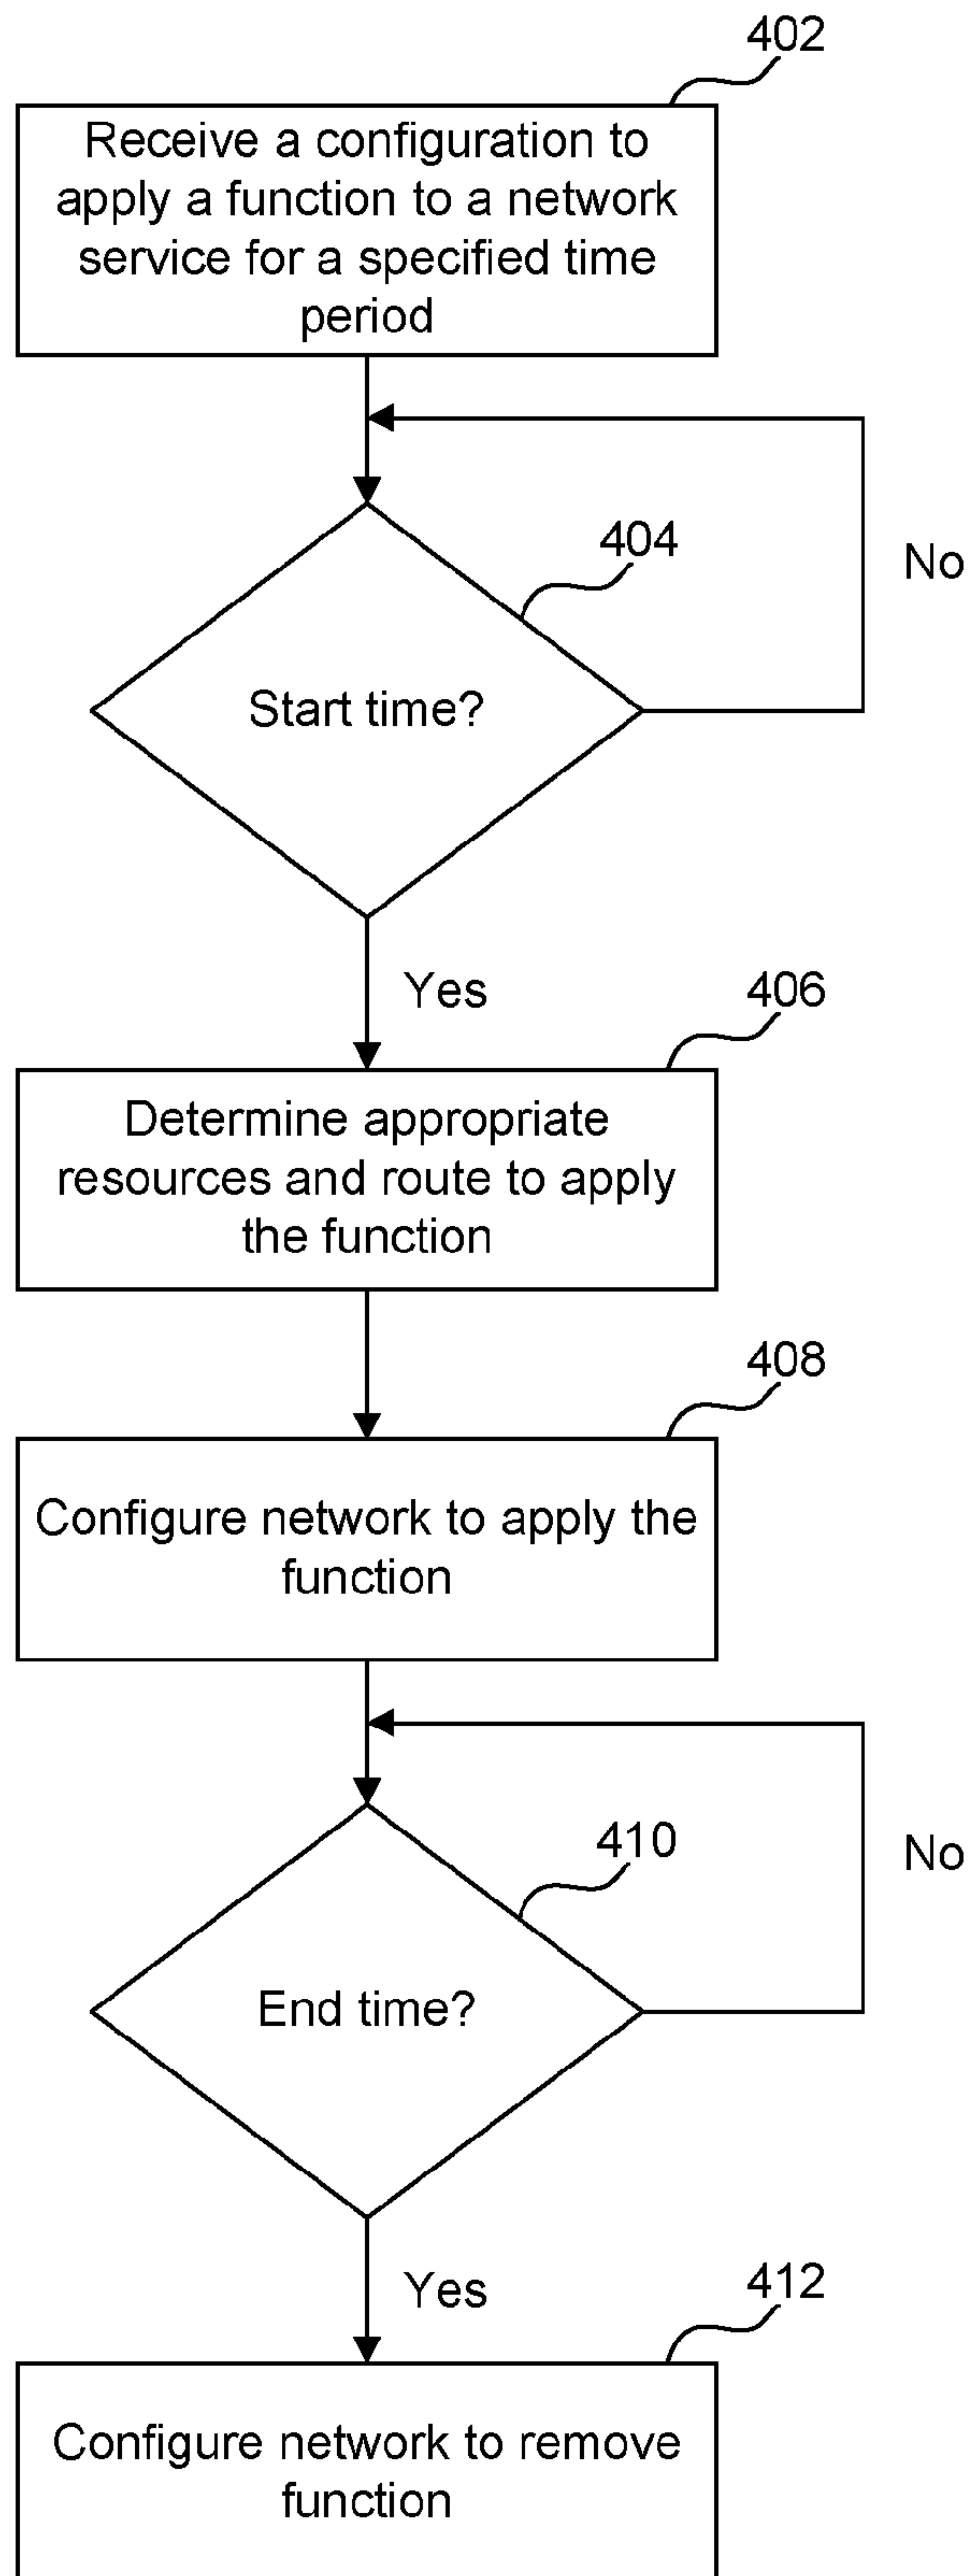 402
Receive a configuration to
apply a function to a network
service for a specified time
period
404
No
Start time?
Yes
406
Determine appropriate
resources and route to apply
the function
408
Configure network to apply the
function
410
No
End time?
Yes
412
Configure network to remove
function